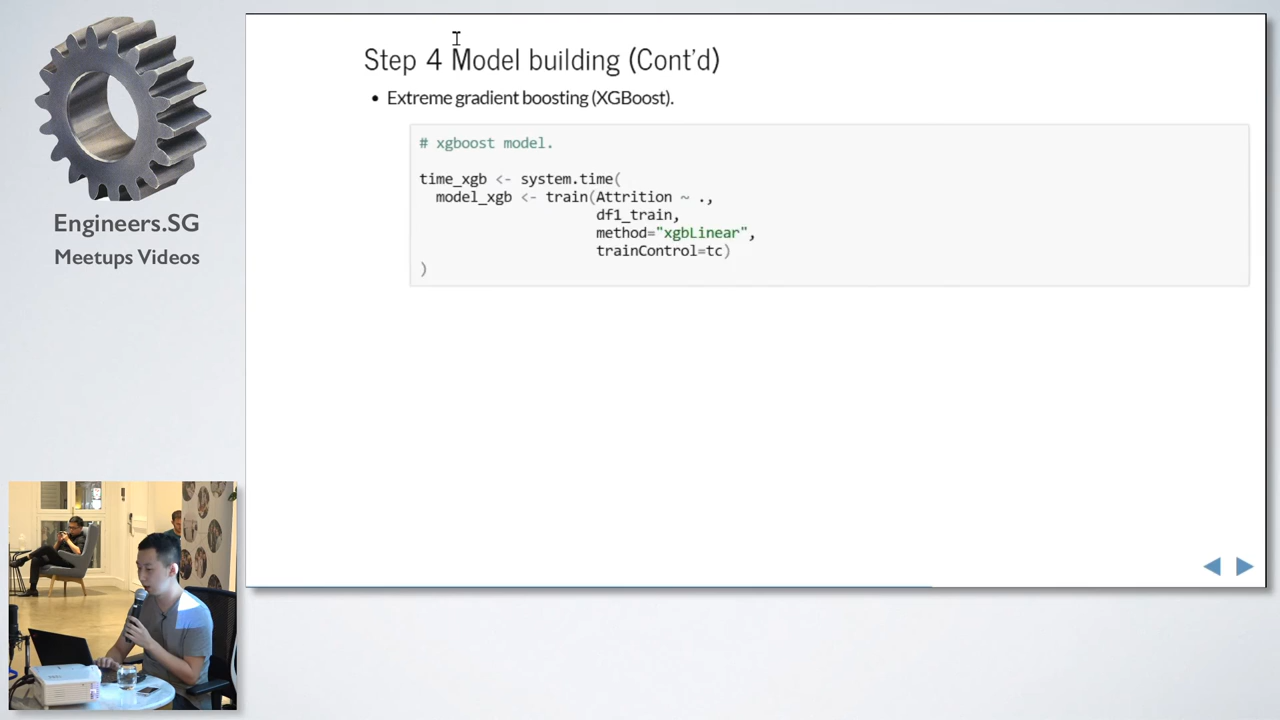 Step 4 Model building (Cont'd)
• Extreme gradient boosting (XGBoost).
# xgboost model.
time_xgb <- system.time(
model_xgb <- train(Attrition ~ .,
df1_train,
method="xgbLinear",
trainControl=tc)
)
Engineers.SG
Meetups Videos